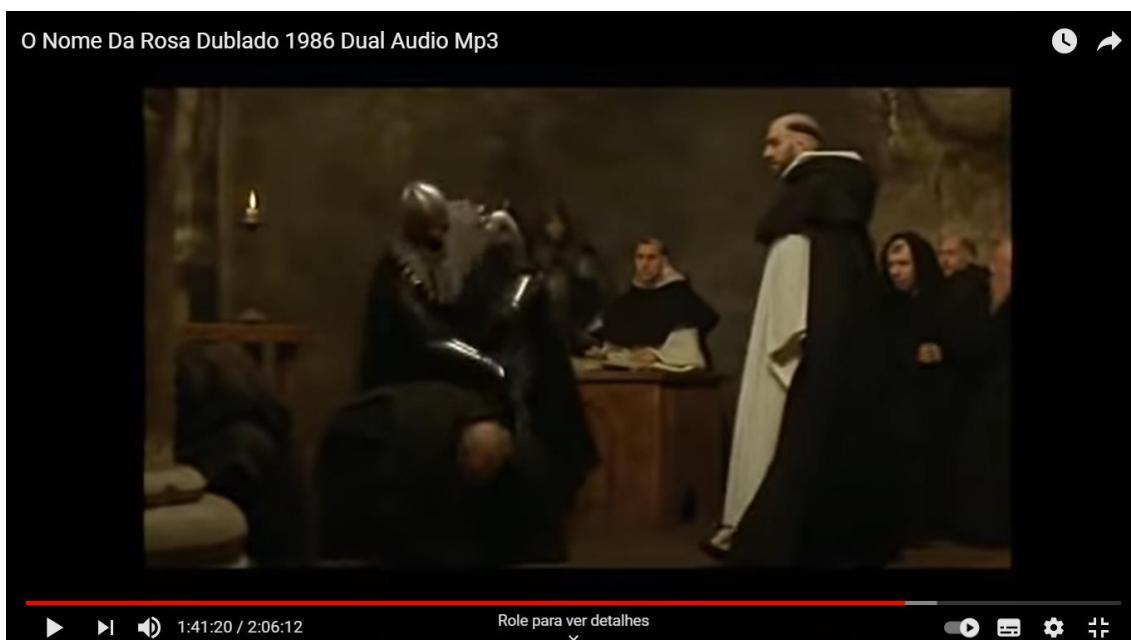 O Nome Da Rosa Dublado 1986 Dual Audio Mp3
1:41:20 / 2:06:12
Role para ver detalhes